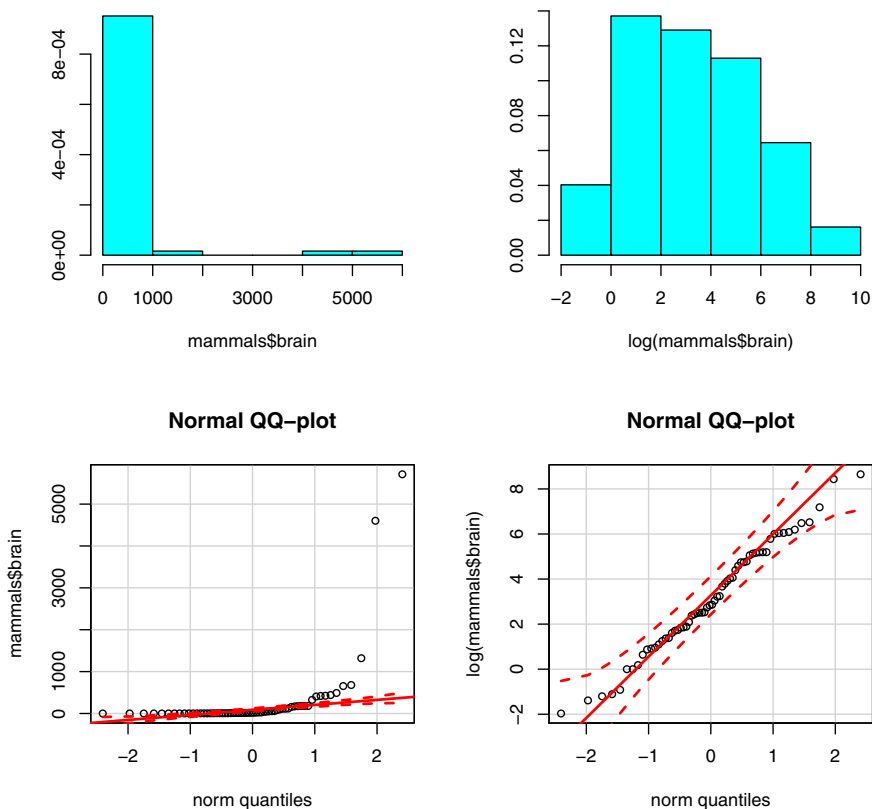 8e−04
4e−04
0e+00
0 1000 3000 5000
mammals$brain
0.12
0.08
0.04
0.00
−2 0 2 4 6 8 10
log(mammals$brain)
Normal QQ−plot
mammals$brain
5000
3000
1000
0
−2 −1 0 1 2
norm quantiles
Normal QQ−plot
log(mammals$brain)
8
6
4
2
0
−2
−2 −1 0 1 2
norm quantiles